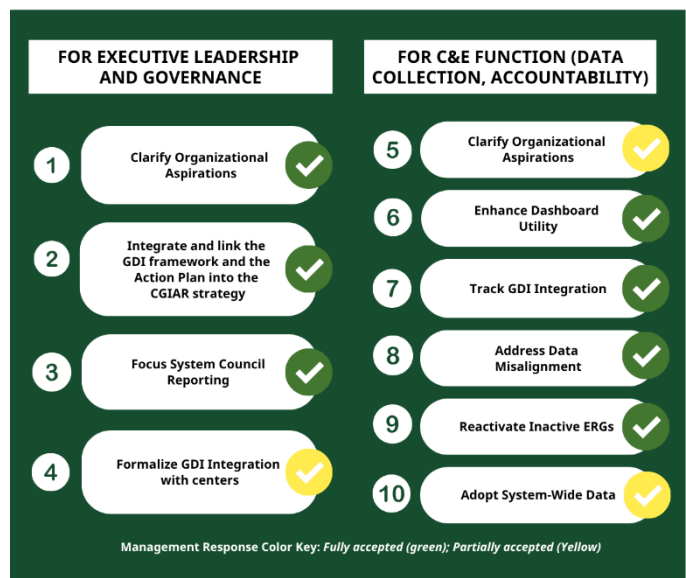 FOR EXECUTIVE LEADERSHIP
AND GOVERNANCE
1
Clarify Organizational
Aspirations
2
Integrate and link the
GDI framework and the
Action Plan into the
CGIAR strategy
3
Focus System Council
Reporting
4
Formalize GDI Integration
with centers
FOR C&E FUNCTION (DATA
COLLECTION, ACCOUNTABILITY)
5
Clarify Organizational
Aspirations
6
Enhance Dashboard
Utility
7
Track GDI Integration
8
Address Data
Misalignment
9
Reactivate Inactive ERGs
10
Adopt System-Wide Data
Management Response Color Key: Fully accepted (green); Partially accepted (Yellow)